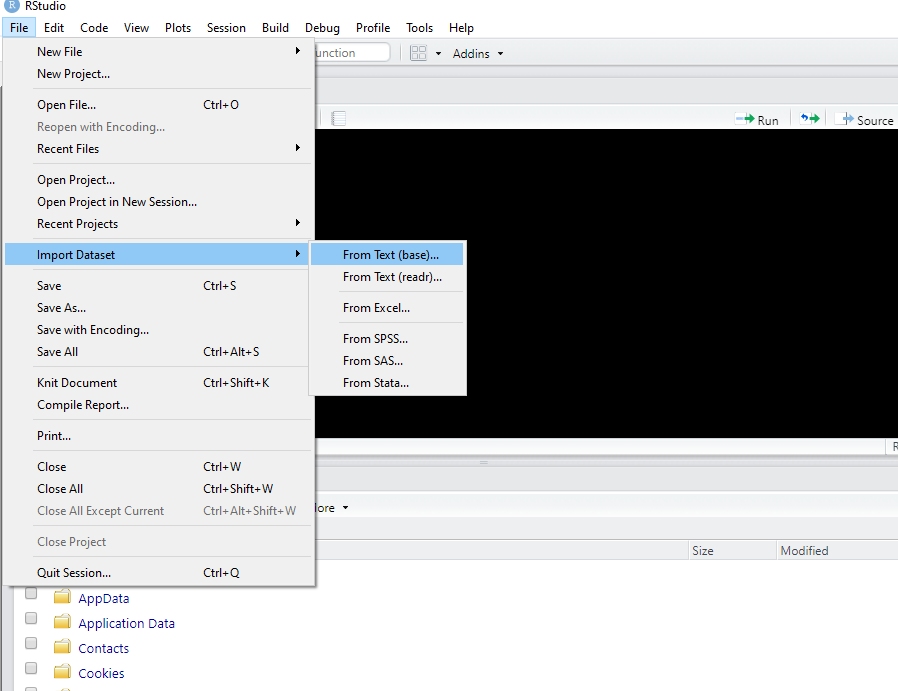 R RStudio
File Edit Code View Plots Session Build Debug Profile Tools Help
New File
New Project...
Addins
Open File... Ctrl+O
Reopen with Encoding...
Run Source
Recent Files
Open Project...
Open Project in New Session...
Recent Projects
Import Dataset
From Text (base)...
From Text (readr)...
From Excel...
From SPSS...
From SAS...
From Stata...
Save Ctrl+S
Save As...
Save with Encoding...
Save All Ctrl+Alt+S
Knit Document Ctrl+Shift+K
Compile Report...
Print...
Close Ctrl+W
Close All Ctrl+Shift+W
Close All Except Current Ctrl+Alt+Shift+W
Close Project
Quit Session... Ctrl+Q
Size Modified
AppData
Application Data
Contacts
Cookies